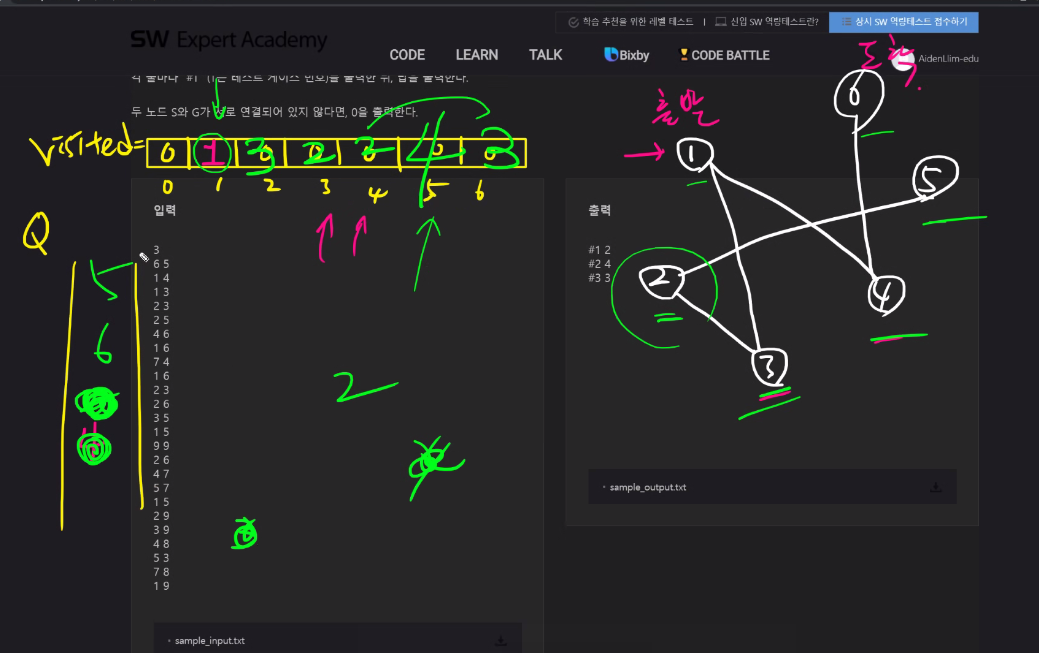 학습 추천을 위한 레벨 테스트 | 신입 SW 역량테스트란? 상시 SW 역량테스트 접수하기
SW Expert Academy
CODE LEARN TALK Bixby CODE BATTLE AidenLlim-edu
각 줄마다 "#T" (T는 테스트 케이스 번호)를 출력한 뒤, 답을 출력한다.
두 노드 S와 G가 서로 연결되어 있지 않다면, 0을 출력한다.
visited=
0 1 3 2 2 4 3
0 1 2 3 4 5 6
Q
5
6
4
2
입력
3
6 5
1 4
1 3
2 3
2 5
4 6
1 6
7 4
1 6
2 3
2 6
3 5
1 5
9 9
2 6
4 7
5 7
1 5
2 9
3 9
4 8
5 3
7 8
1 9
sample_input.txt
출력
#1 2
#2 4
#3 3
sample_output.txt
출발
도착
?
1
5
2
4
3